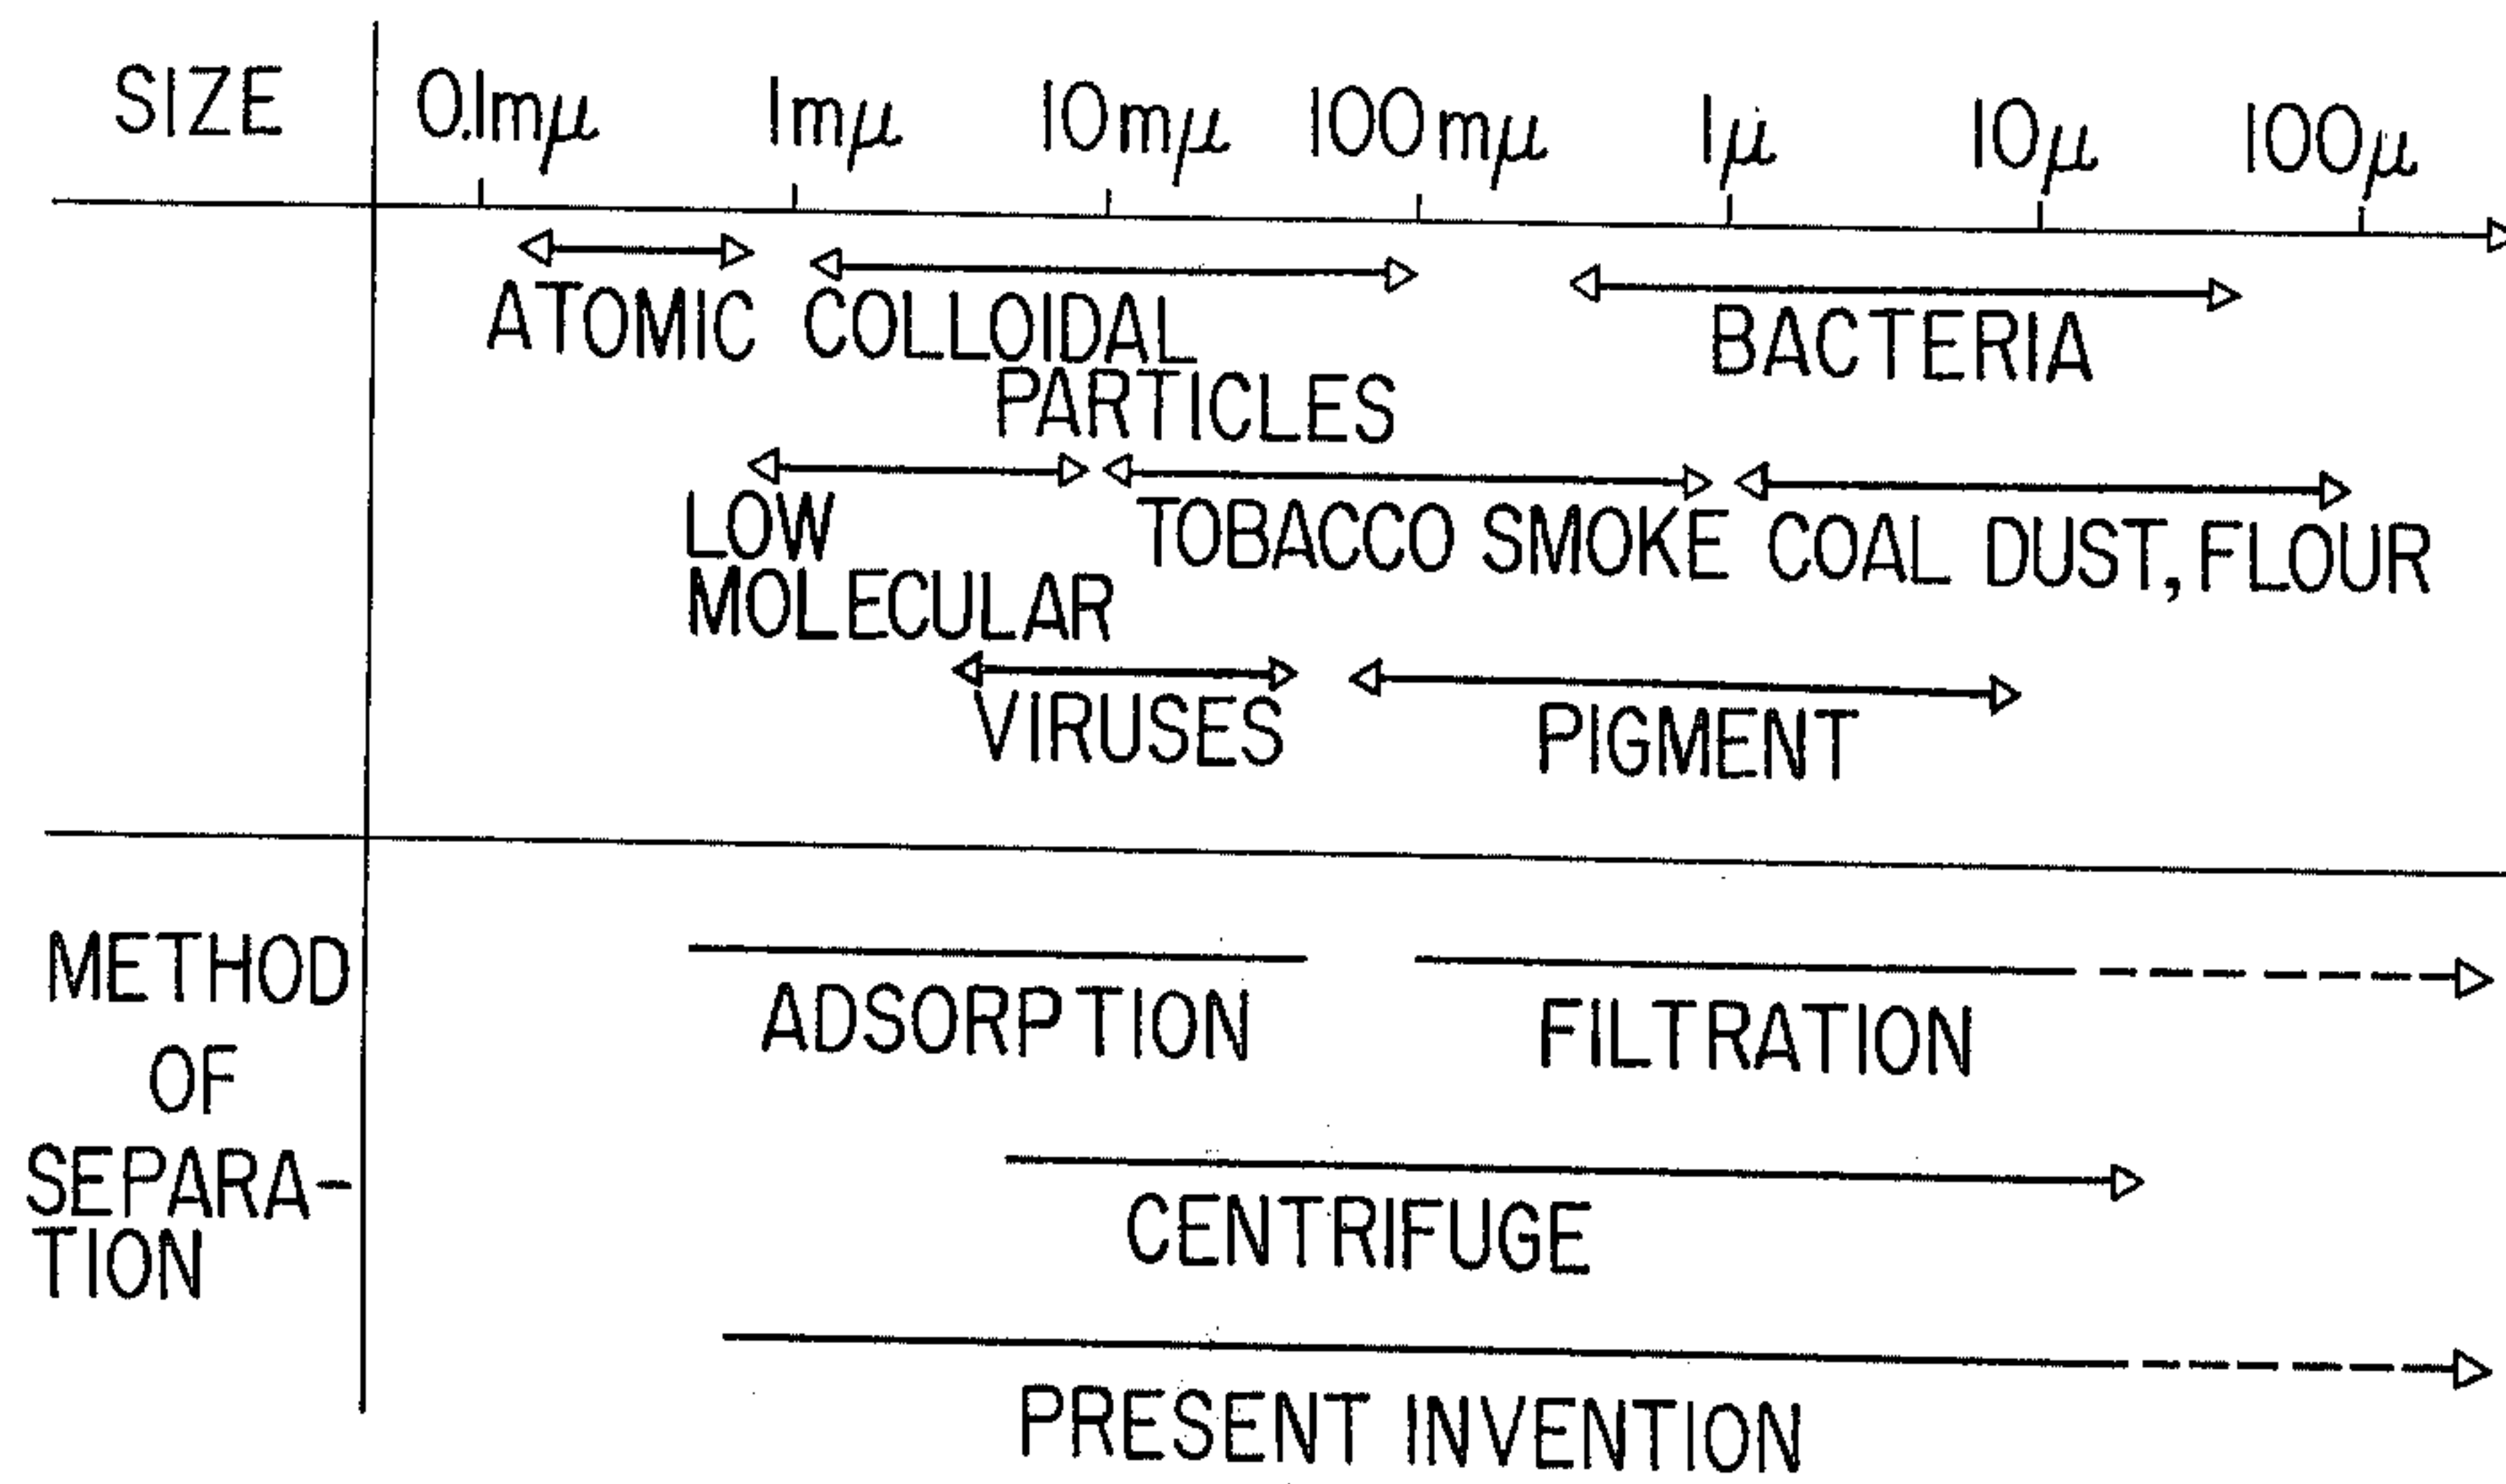 SIZE 0.1mμ 1mμ 10mμ 100mμ 1μ 10μ 100μ
ATOMIC COLLOIDAL PARTICLES BACTERIA
LOW MOLECULAR TOBACCO SMOKE COAL DUST, FLOUR
VIRUSES PIGMENT
METHOD
OF
SEPARA-
TION
ADSORPTION FILTRATION
CENTRIFUGE
PRESENT INVENTION